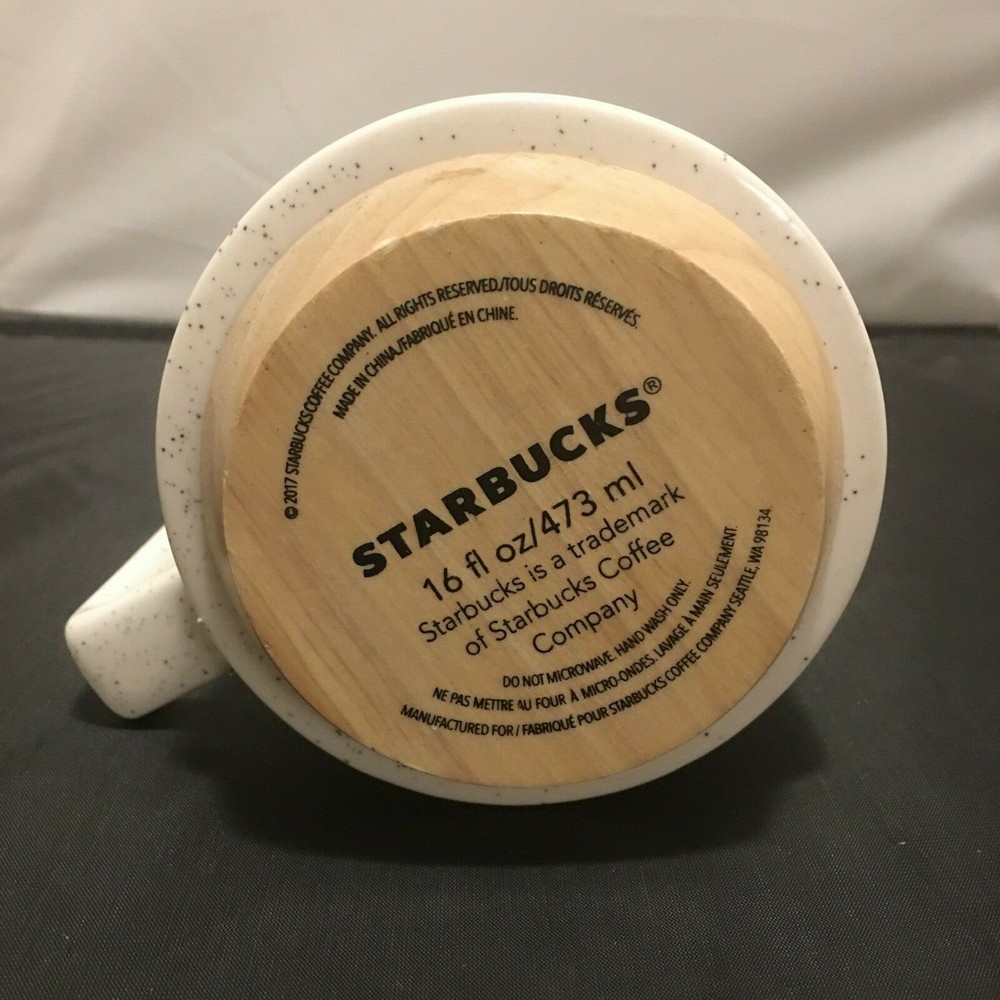 © 2017 STARBUCKS COFFEE COMPANY. ALL RIGHTS RESERVED./TOUS DROITS RÉSERVÉS.
MADE IN CHINA./FABRIQUÉ EN CHINE.
STARBUCKS®
16 fl oz/473 ml
Starbucks is a trademark
of Starbucks Coffee
Company
DO NOT MICROWAVE. HAND WASH ONLY.
NE PAS METTRE AU FOUR À MICRO-ONDES. LAVAGE À MAIN SEULEMENT.
MANUFACTURED FOR / FABRIQUÉ POUR STARBUCKS COFFEE COMPANY SEATTLE, WA 98134.